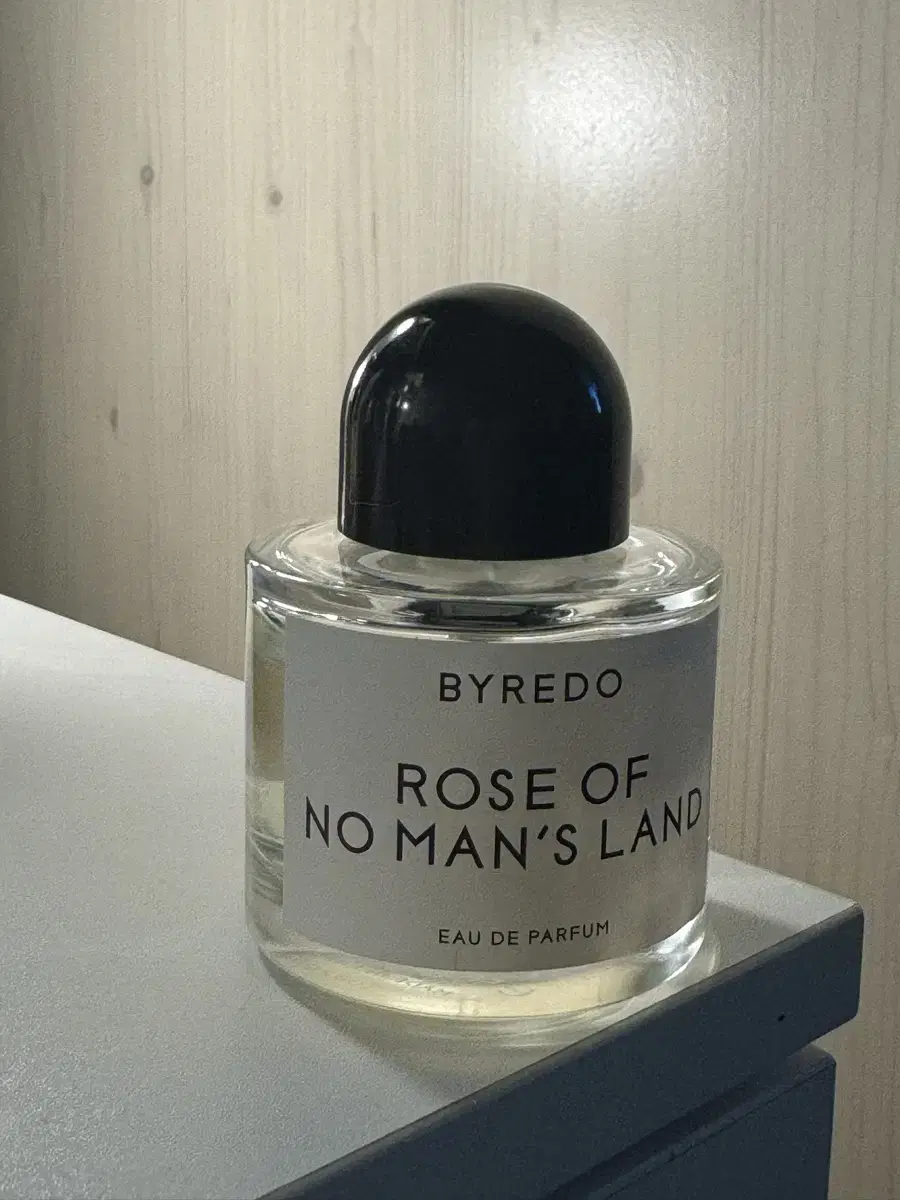 BYREDO
ROSE OF
NO MAN'S LAND
EAU DE PARFUM